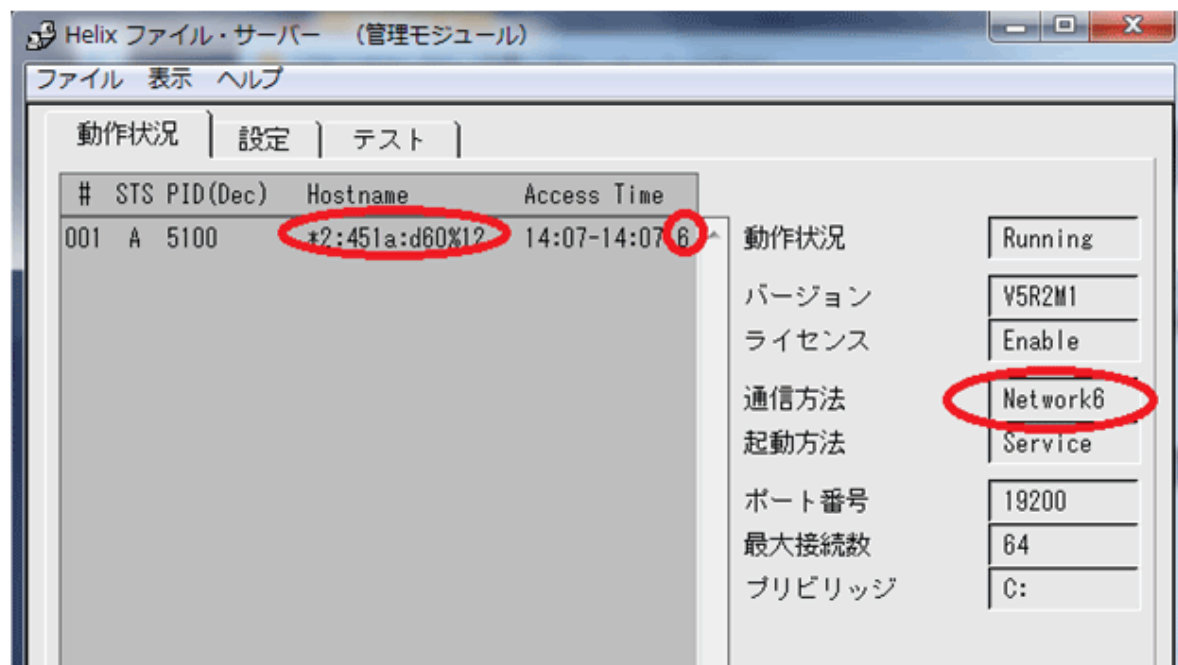 Helix ファイル・サーバー （管理モジュール）
ファイル 表示 ヘルプ
動作状況 設定 テスト
# STS PID(Dec) Hostname Access Time
001 A 5100 *2:451a:d60%12 14:07-14:07 6
動作状況 Running
バージョン V5R2M1
ライセンス Enable
通信方法 Network6
起動方法 Service
ポート番号 19200
最大接続数 64
プリビリッジ C: